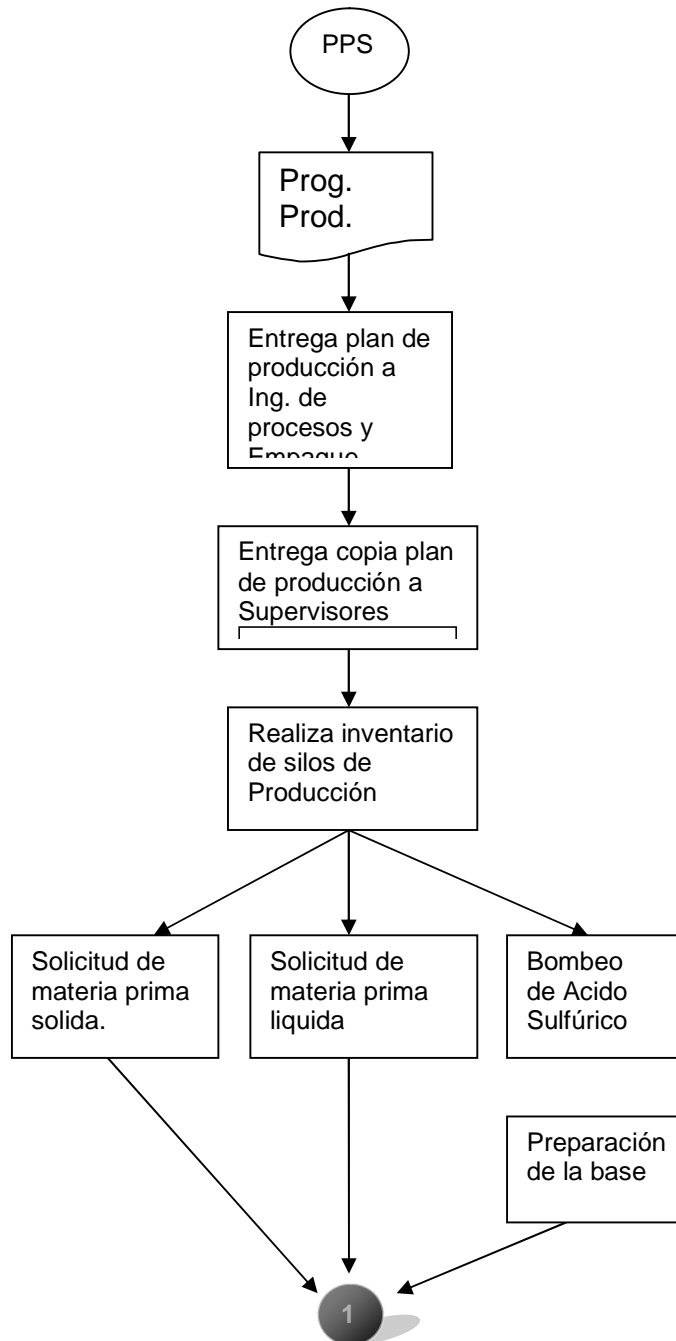 PPS
Prog.
Prod.
Entrega plan de
producción a
Ing. de
procesos y
Empaque
Entrega copia plan
de producción a
Supervisores
Realiza inventario
de silos de
Producción
Solicitud de
materia prima
solida.
Solicitud de
materia prima
liquida
Bombeo
de Acido
Sulfúrico
Preparación
de la base
1